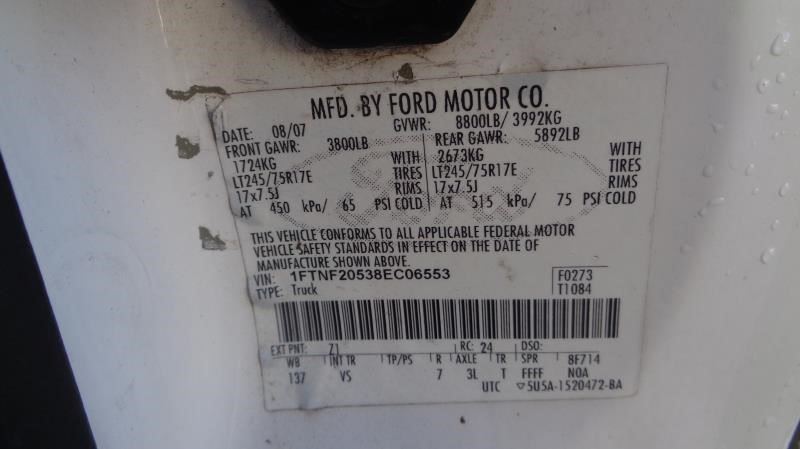 MFD. BY FORD MOTOR CO.
DATE: 08/07 GVWR: 8800LB/ 3992KG
FRONT GAWR: 3800LB REAR GAWR: 5892LB
1724KG WITH 2673KG WITH
LT245/75R17E TIRES LT245/75R17E TIRES
17x7.5J RIMS 17x7.5J RIMS
AT 450 kPa/ 65 PSI COLD AT 515 kPa/ 75 PSI COLD
THIS VEHICLE CONFORMS TO ALL APPLICABLE FEDERAL MOTOR
VEHICLE SAFETY STANDARDS IN EFFECT ON THE DATE OF
MANUFACTURE SHOWN ABOVE.
VIN: 1FTNF20538EC06553 F0273
TYPE: Truck T1084
EXT PNT: Z1 RC: 24 DSO:
WB INT TR TP/PS R AXLE TR SPR 8F714
137 VS 7 3L T FFFF NOA
UTC 5U5A-1520472-BA